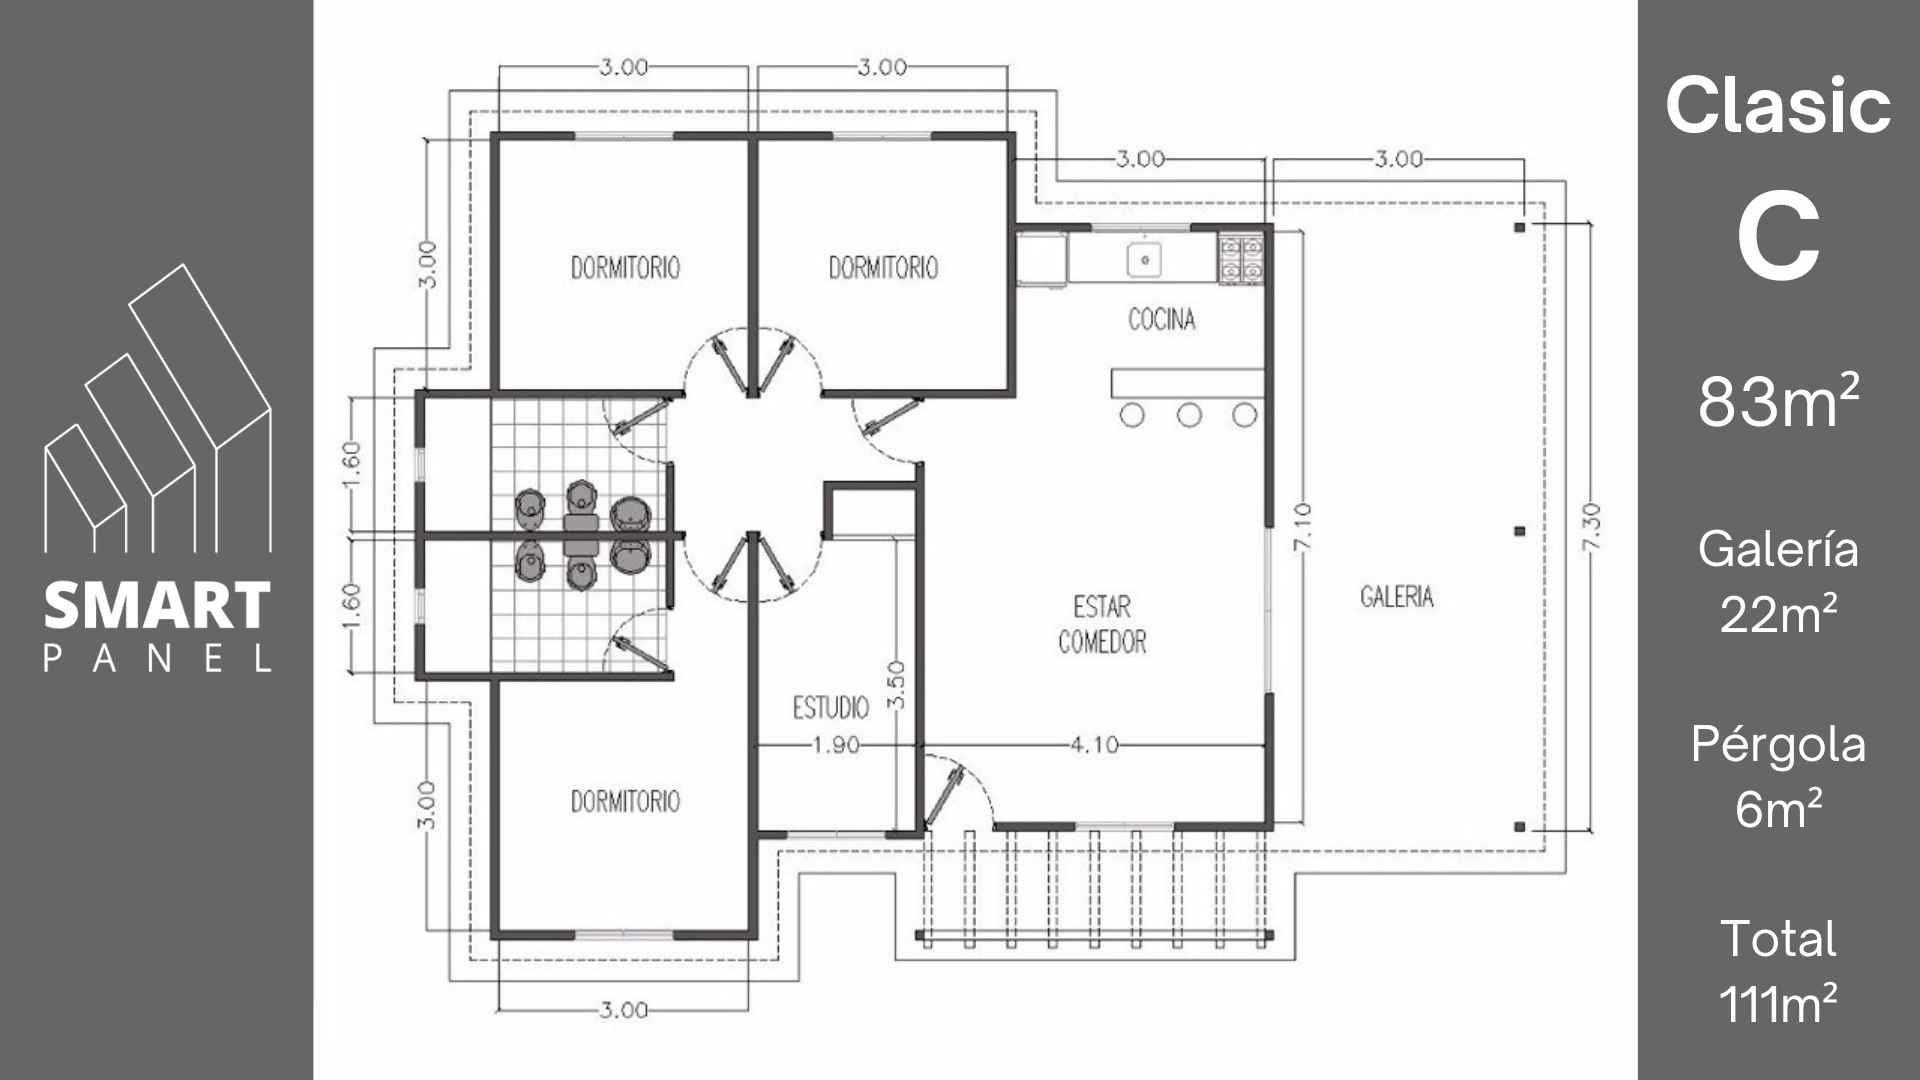 SMART
PANEL
3.00
3.00
3.00
3.00
3.00
DORMITORIO
DORMITORIO
COCINA
1.60
1.60
7.10
7.30
GALERIA
ESTAR
COMEDOR
3.50
ESTUDIO
1.90
4.10
3.00
DORMITORIO
3.00
Clasic
C
83m²
Galería
22m²
Pérgola
6m²
Total
111m²